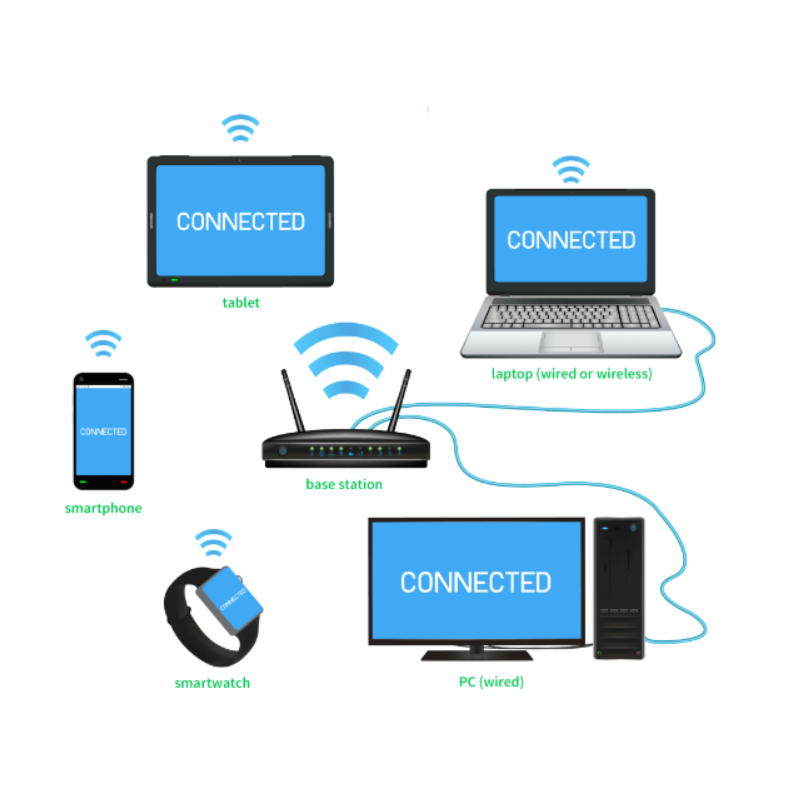 CONNECTED
tablet
CONNECTED
laptop (wired or wireless)
CONNECTED
smartphone
base station
CONNECTED
smartwatch
CONNECTED
PC (wired)